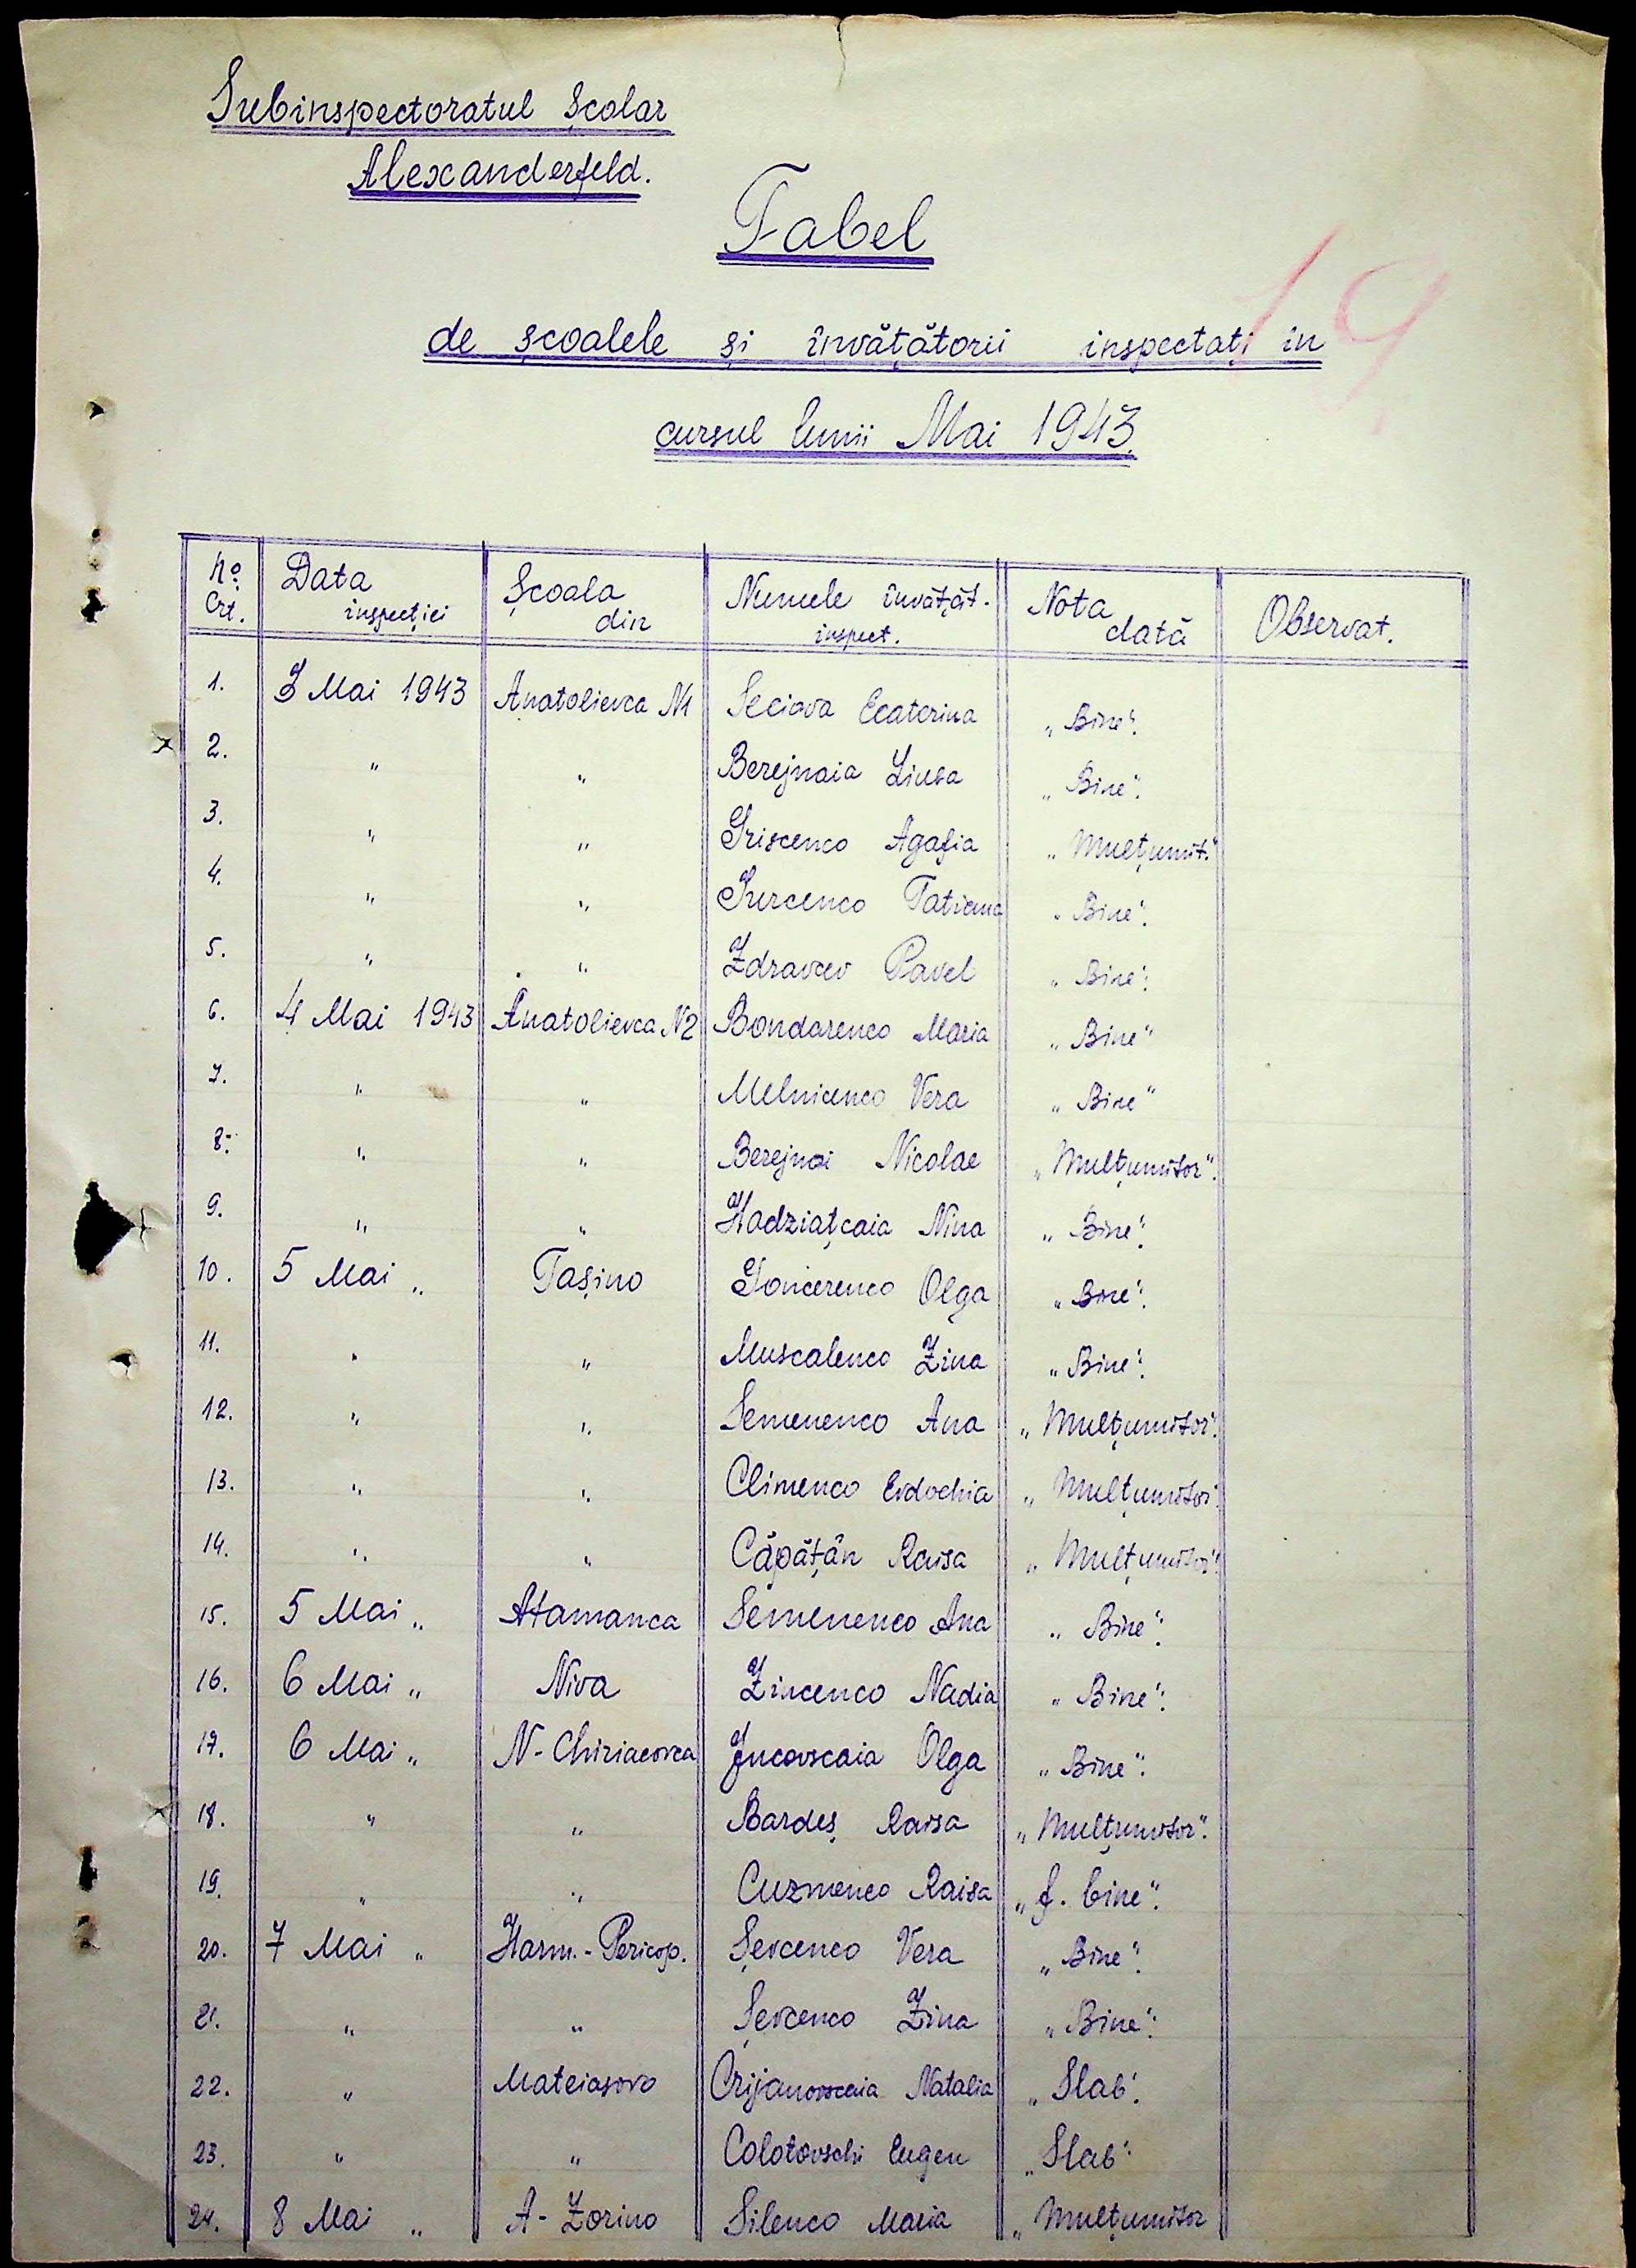 Subinspectoratul Școlar
Alexanderfeld.
Tabel
19
de școalele și învățătorii inspectați în
cursul lunii Mai 1943.
No. Crt. Data inspecției Școala din Numele învățăt. inspect. Nota dată Observat.
1. 3 Mai 1943 Anatolievca N1 Seciova Ecaterina „Bine“.
2. „ „ Berejnaia Liuba „Bine“.
3. „ „ Griscenco Agafia „Mulțumit.“
4. „ „ Iurcenco Tatiana „Bine“.
5. „ „ Zdravcev Pavel „Bine“.
6. 4 Mai 1943 Anatolievca N2 Bondarenco Maria „Bine“
7. „ „ Melnicenco Vera „Bine“
8. „ „ Berejnoi Nicolae „Mulțumitor“.
9. „ „ Hadziațcaia Nina „Bine“.
10. 5 Mai „ Tașino Goncerenco Olga „Bine“.
11. „ „ Muscalenco Zina „Bine“.
12. „ „ Semenenco Ana „Mulțumitor“.
13. „ „ Climenco Evdochia „Mulțumitor“.
14. „ „ Căpățân Raisa „Mulțumitor“.
15. 5 Mai „ Atamanca Semenenco Ana „Bine“.
16. 6 Mai „ Niva Zincenco Nadia „Bine“.
17. 6 Mai „ N-Chiriacovca Jucovscaia Olga „Bine“.
18. „ „ Bardeș Raisa „Mulțumitor“.
19. „ „ Cuzmenco Raisa „f. bine“.
20. 7 Mai „ Harm.-Pericop. Șevcenco Vera „Bine“.
21. „ „ Șevcenco Zina „Bine“.
22. „ Mateiașovo Crijanovscaia Natalia „Slab“.
23. „ „ Colotovschi Eugen „Slab“.
24. 8 Mai „ A-Zorino Silenco Maria „Mulțumitor